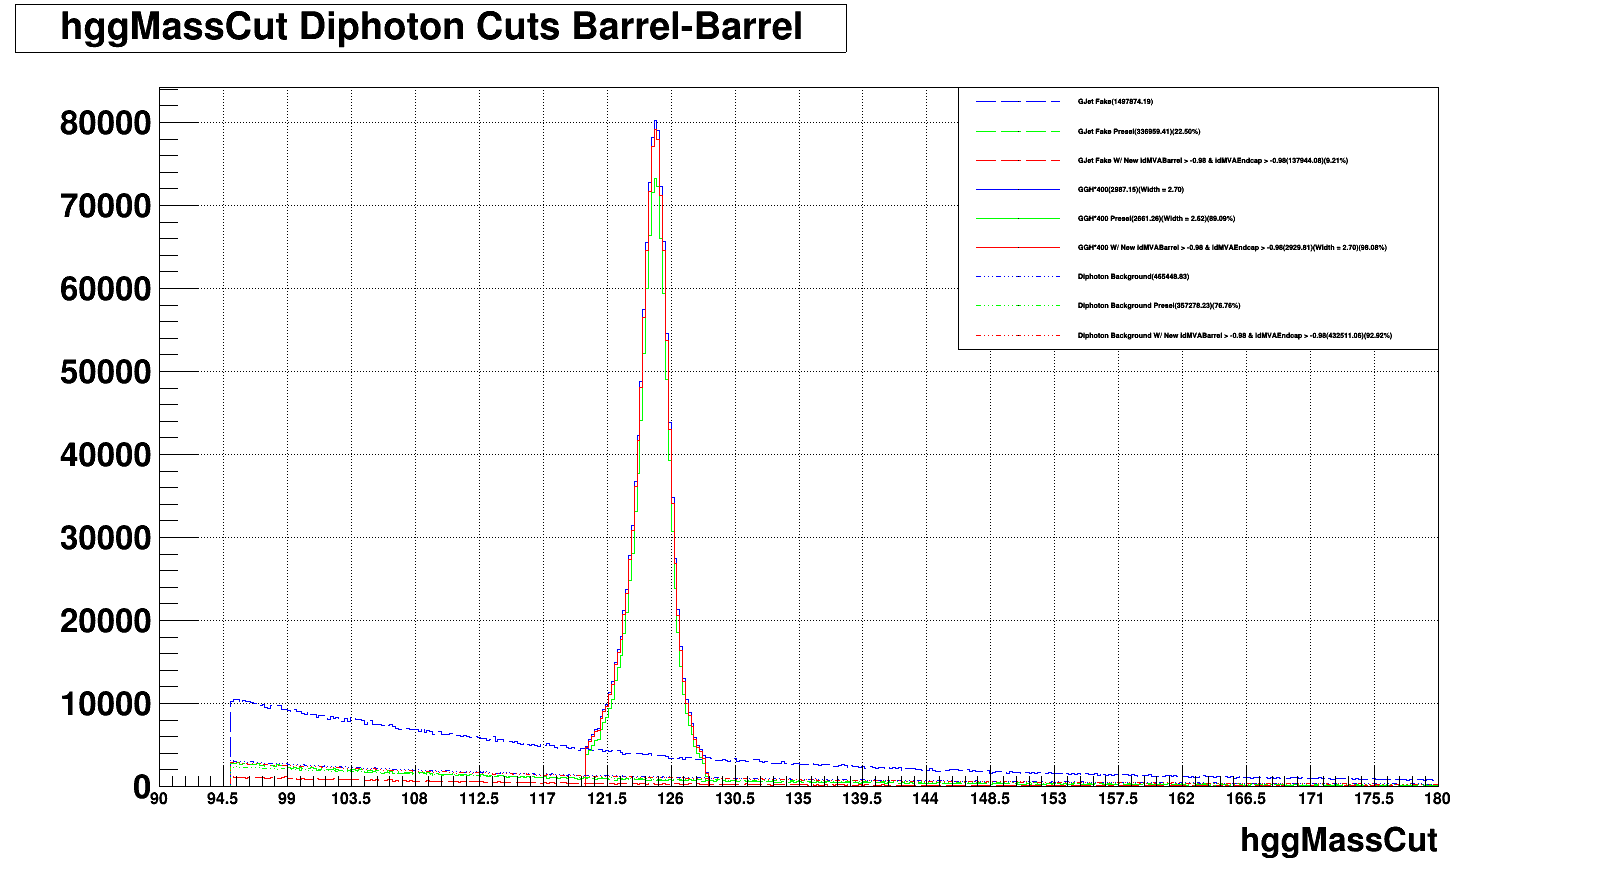 hggMassCut Diphoton Cuts Barrel-Barrel
80000
70000
60000
50000
40000
30000
20000
10000
0
GJet Fake(1497874.19)
GJet Fake Presel(336959.41)(22.50%)
GJet Fake W/ New idMVABarrel > -0.98 & idMVAEndcap > -0.98(137944.08)(9.21%)
GGH*400(2987.15)(Width = 2.70)
GGH*400 Presel(2661.26)(Width = 2.52)(89.09%)
GGH*400 W/ New idMVABarrel > -0.98 & idMVAEndcap > -0.98(2929.81)(Width = 2.70)(98.08%)
Diphoton Background(465448.83)
Diphoton Background Presel(357278.23)(76.76%)
Diphoton Background W/ New idMVABarrel > -0.98 & idMVAEndcap > -0.98(432511.06)(92.92%)
90 94.5 99 103.5 108 112.5 117 121.5 126 130.5 135 139.5 144 148.5 153 157.5 162 166.5 171 175.5 180
hggMassCut